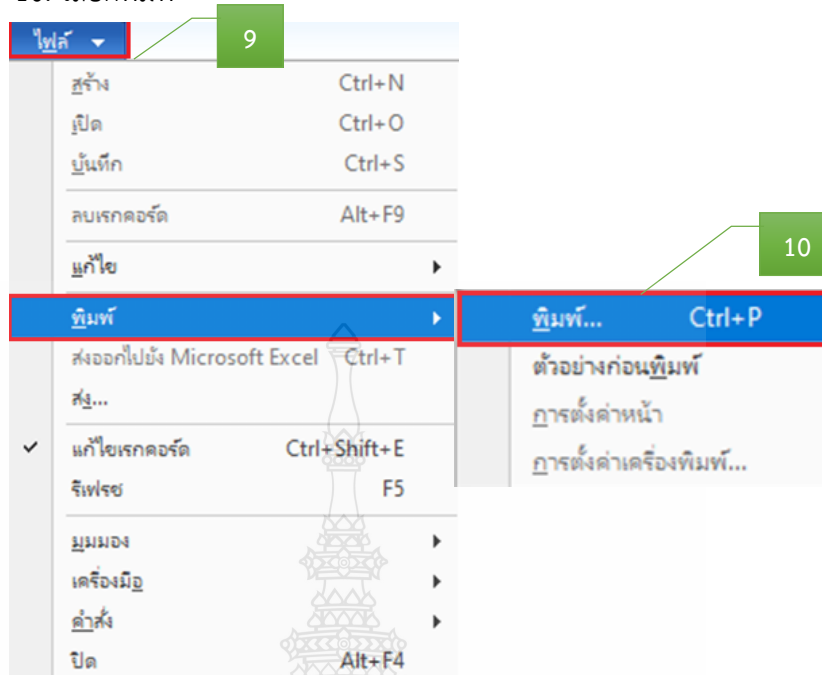 ไฟล์
9
สร้าง Ctrl+N
เปิด Ctrl+O
บันทึก Ctrl+S
ลบเรกคอร์ด Alt+F9
แก้ไข
10
พิมพ์
พิมพ์... Ctrl+P
ส่งออกไปยัง Microsoft Excel Ctrl+T
ตัวอย่างก่อนพิมพ์
ส่ง...
การตั้งค่าหน้า
แก้ไขเรกคอร์ด Ctrl+Shift+E
การตั้งค่าเครื่องพิมพ์...
รีเฟรช F5
มุมมอง
เครื่องมือ
คำสั่ง
ปิด Alt+F4